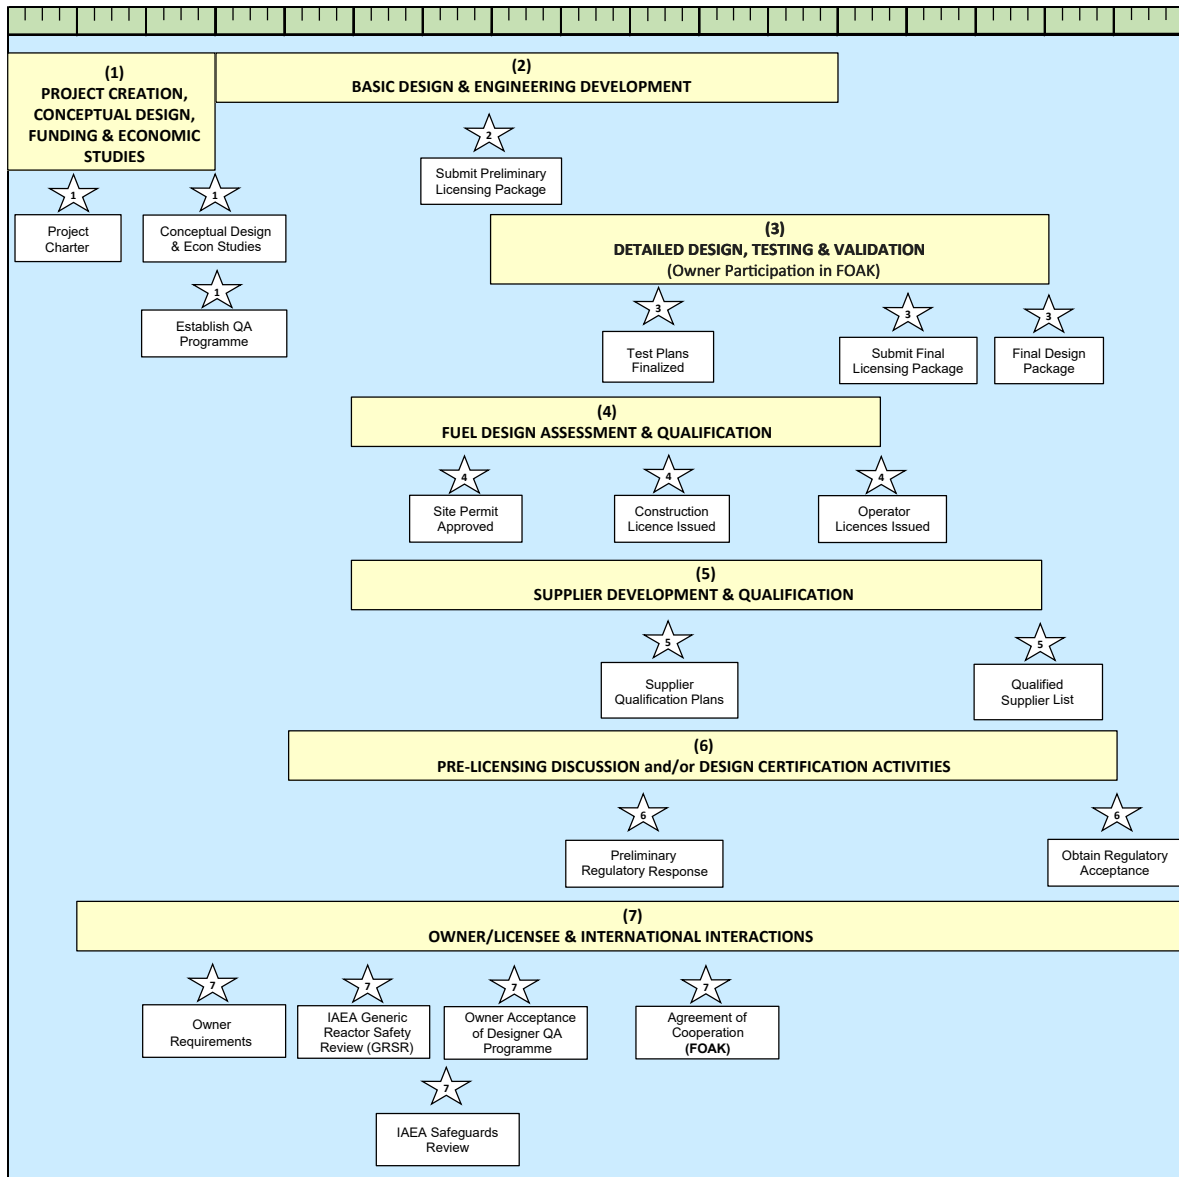 (1)
PROJECT CREATION,
CONCEPTUAL DESIGN,
FUNDING & ECONOMIC
STUDIES
(2)
BASIC DESIGN & ENGINEERING DEVELOPMENT
2
Submit Preliminary
Licensing Package
1
Project
Charter
1
Conceptual Design
& Econ Studies
1
Establish QA
Programme
(3)
DETAILED DESIGN, TESTING & VALIDATION
(Owner Participation in FOAK)
3
Test Plans
Finalized
3
Submit Final
Licensing Package
3
Final Design
Package
(4)
FUEL DESIGN ASSESSMENT & QUALIFICATION
4
Site Permit
Approved
4
Construction
Licence Issued
4
Operator
Licences Issued
(5)
SUPPLIER DEVELOPMENT & QUALIFICATION
5
Supplier
Qualification Plans
5
Qualified
Supplier List
(6)
PRE-LICENSING DISCUSSION and/or DESIGN CERTIFICATION ACTIVITIES
6
Preliminary
Regulatory Response
6
Obtain Regulatory
Acceptance
(7)
OWNER/LICENSEE & INTERNATIONAL INTERACTIONS
7
Owner
Requirements
7
IAEA Generic
Reactor Safety
Review (GRSR)
7
Owner Acceptance
of Designer QA
Programme
7
Agreement of
Cooperation
(FOAK)
7
IAEA Safeguards
Review